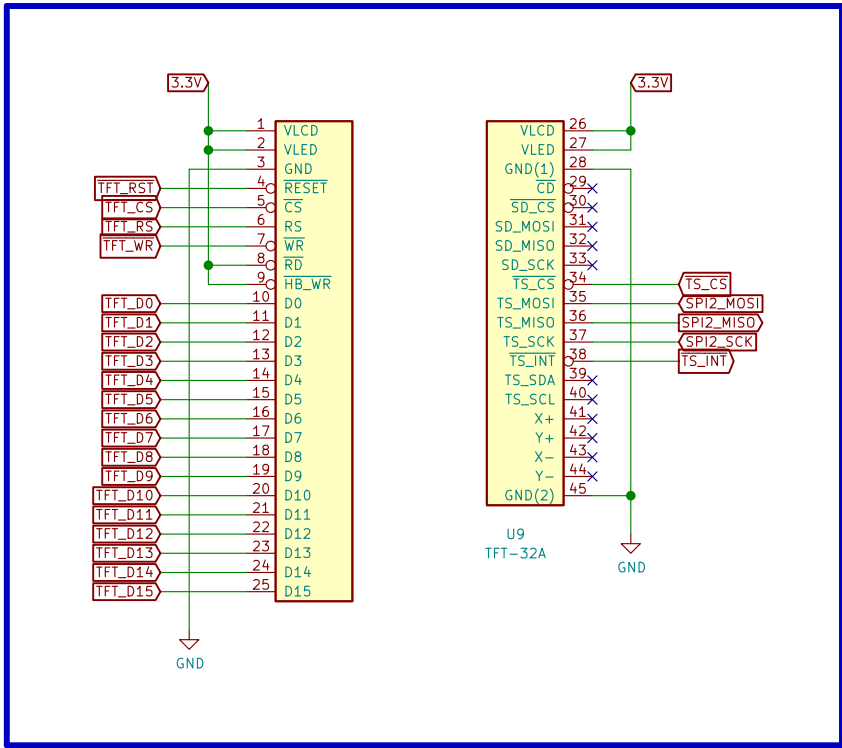 3.3V
1 VLCD
2 VLED
3 GND
TFT_RST 4 RESET
TFT_CS 5 CS
TFT_RS 6 RS
TFT_WR 7 WR
8 RD
9 HB_WR
TFT_D0 10 D0
TFT_D1 11 D1
TFT_D2 12 D2
TFT_D3 13 D3
TFT_D4 14 D4
TFT_D5 15 D5
TFT_D6 16 D6
TFT_D7 17 D7
TFT_D8 18 D8
TFT_D9 19 D9
TFT_D10 20 D10
TFT_D11 21 D11
TFT_D12 22 D12
TFT_D13 23 D13
TFT_D14 24 D14
TFT_D15 25 D15
GND
3.3V
VLCD 26
VLED 27
GND(1) 28
CD 29
SD_CS 30
SD_MOSI 31
SD_MISO 32
SD_SCK 33
TS_CS 34 TS_CS
TS_MOSI 35 SPI2_MOSI
TS_MISO 36 SPI2_MISO
TS_SCK 37 SPI2_SCK
TS_INT 38 TS_INT
TS_SDA 39
TS_SCL 40
X+ 41
Y+ 42
X- 43
Y- 44
GND(2) 45
U9
TFT-32A
GND